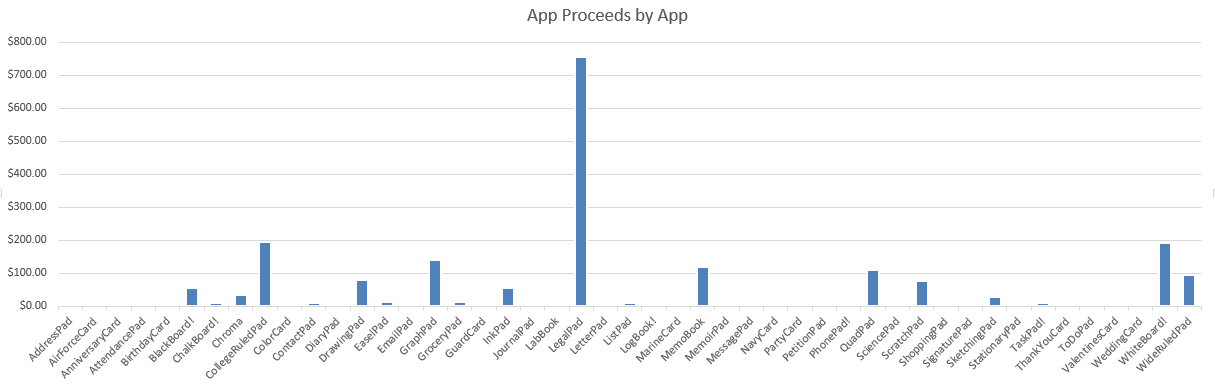 App Proceeds by App
$800.00
$700.00
$600.00
$500.00
$400.00
$300.00
$200.00
$100.00
$0.00
AddressPad
AirForceCard
AnniversaryCard
AttendancePad
BirthdayCard
BlackBoard!
ChalkBoard!
Chroma
CollegeRuledPad
ColorCard
ContactPad
DiaryPad
DrawingPad
EaselPad
EmailPad
GraphPad
GroceryPad
GuardCard
InkPad
JournalPad
LabBook
LegalPad
LetterPad
ListPad
LogBook!
MarineCard
MemoBook
MemoirPad
MessagePad
NavyCard
PartyCard
PetitionPad
PhonePad!
QuadPad
SciencePad
ScratchPad
ShoppingPad
SignaturePad
SketchingPad
StationaryPad
TaskPad!
ThankYouCard
ToDoPad
ValentinesCard
WeddingCard
WhiteBoard!
WideRuledPad